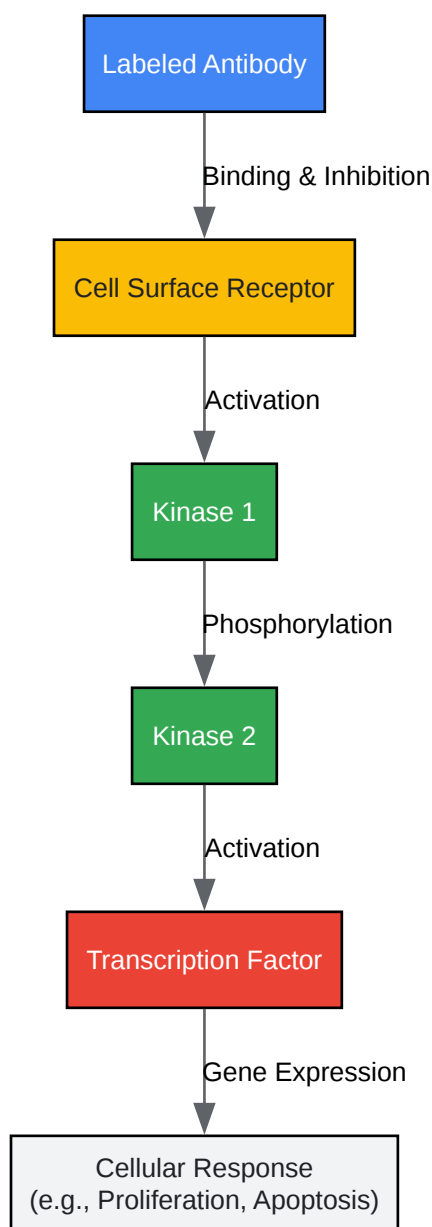 Labeled Antibody
Binding & Inhibition
Cell Surface Receptor
Activation
Kinase 1
Phosphorylation
Kinase 2
Activation
Transcription Factor
Gene Expression
Cellular Response
(e.g., Proliferation, Apoptosis)